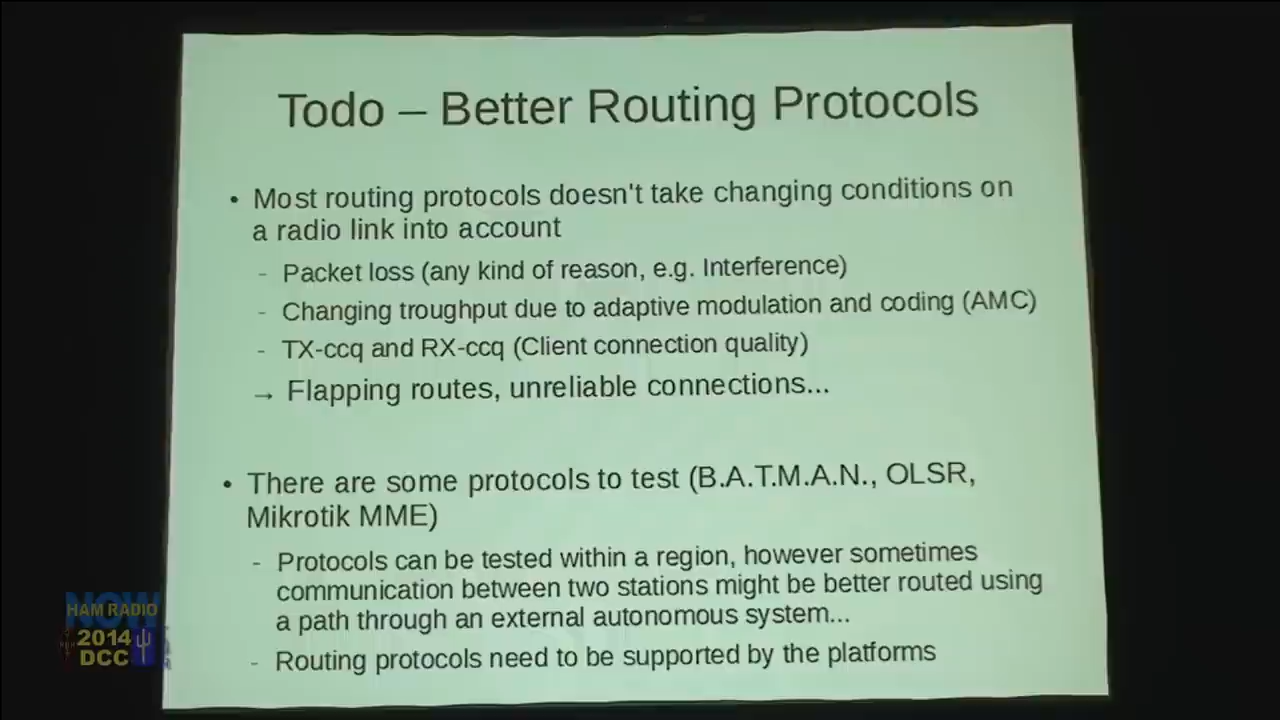 Todo – Better Routing Protocols
• Most routing protocols doesn't take changing conditions on
a radio link into account
- Packet loss (any kind of reason, e.g. Interference)
- Changing troughput due to adaptive modulation and coding (AMC)
- TX-ccq and RX-ccq (Client connection quality)
→ Flapping routes, unreliable connections...
• There are some protocols to test (B.A.T.M.A.N., OLSR,
Mikrotik MME)
- Protocols can be tested within a region, however sometimes
communication between two stations might be better routed using
a path through an external autonomous system...
- Routing protocols need to be supported by the platforms
HAM RADIO
NOW
2014
DCC